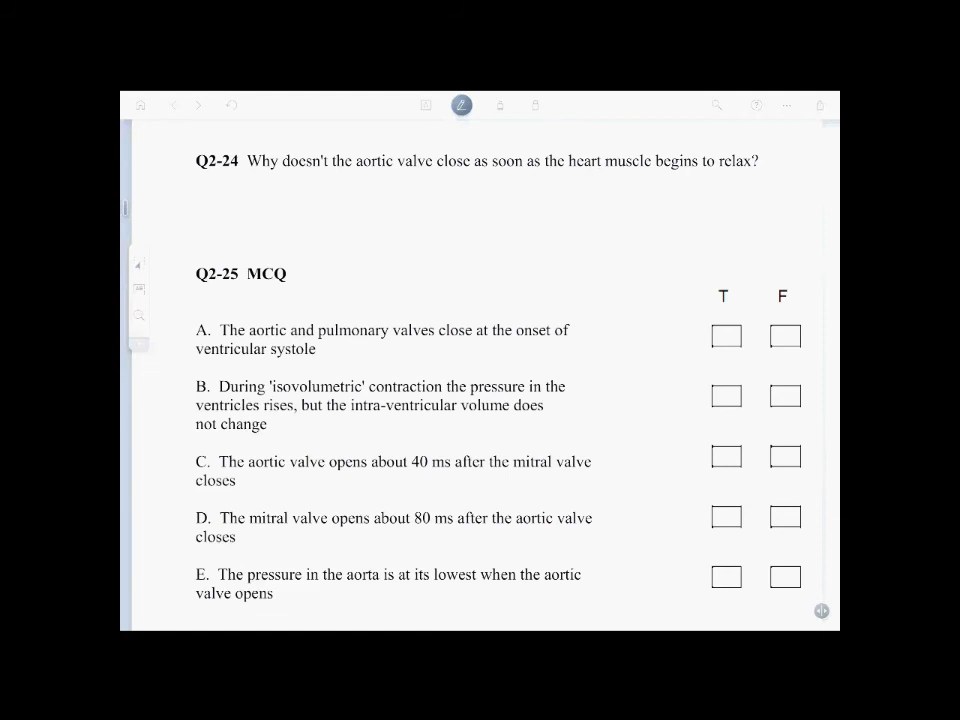 Q2-24 Why doesn't the aortic valve close as soon as the heart muscle begins to relax?
Q2-25 MCQ
T F
A. The aortic and pulmonary valves close at the onset of
ventricular systole
B. During 'isovolumetric' contraction the pressure in the
ventricles rises, but the intra-ventricular volume does
not change
C. The aortic valve opens about 40 ms after the mitral valve
closes
D. The mitral valve opens about 80 ms after the aortic valve
closes
E. The pressure in the aorta is at its lowest when the aortic
valve opens